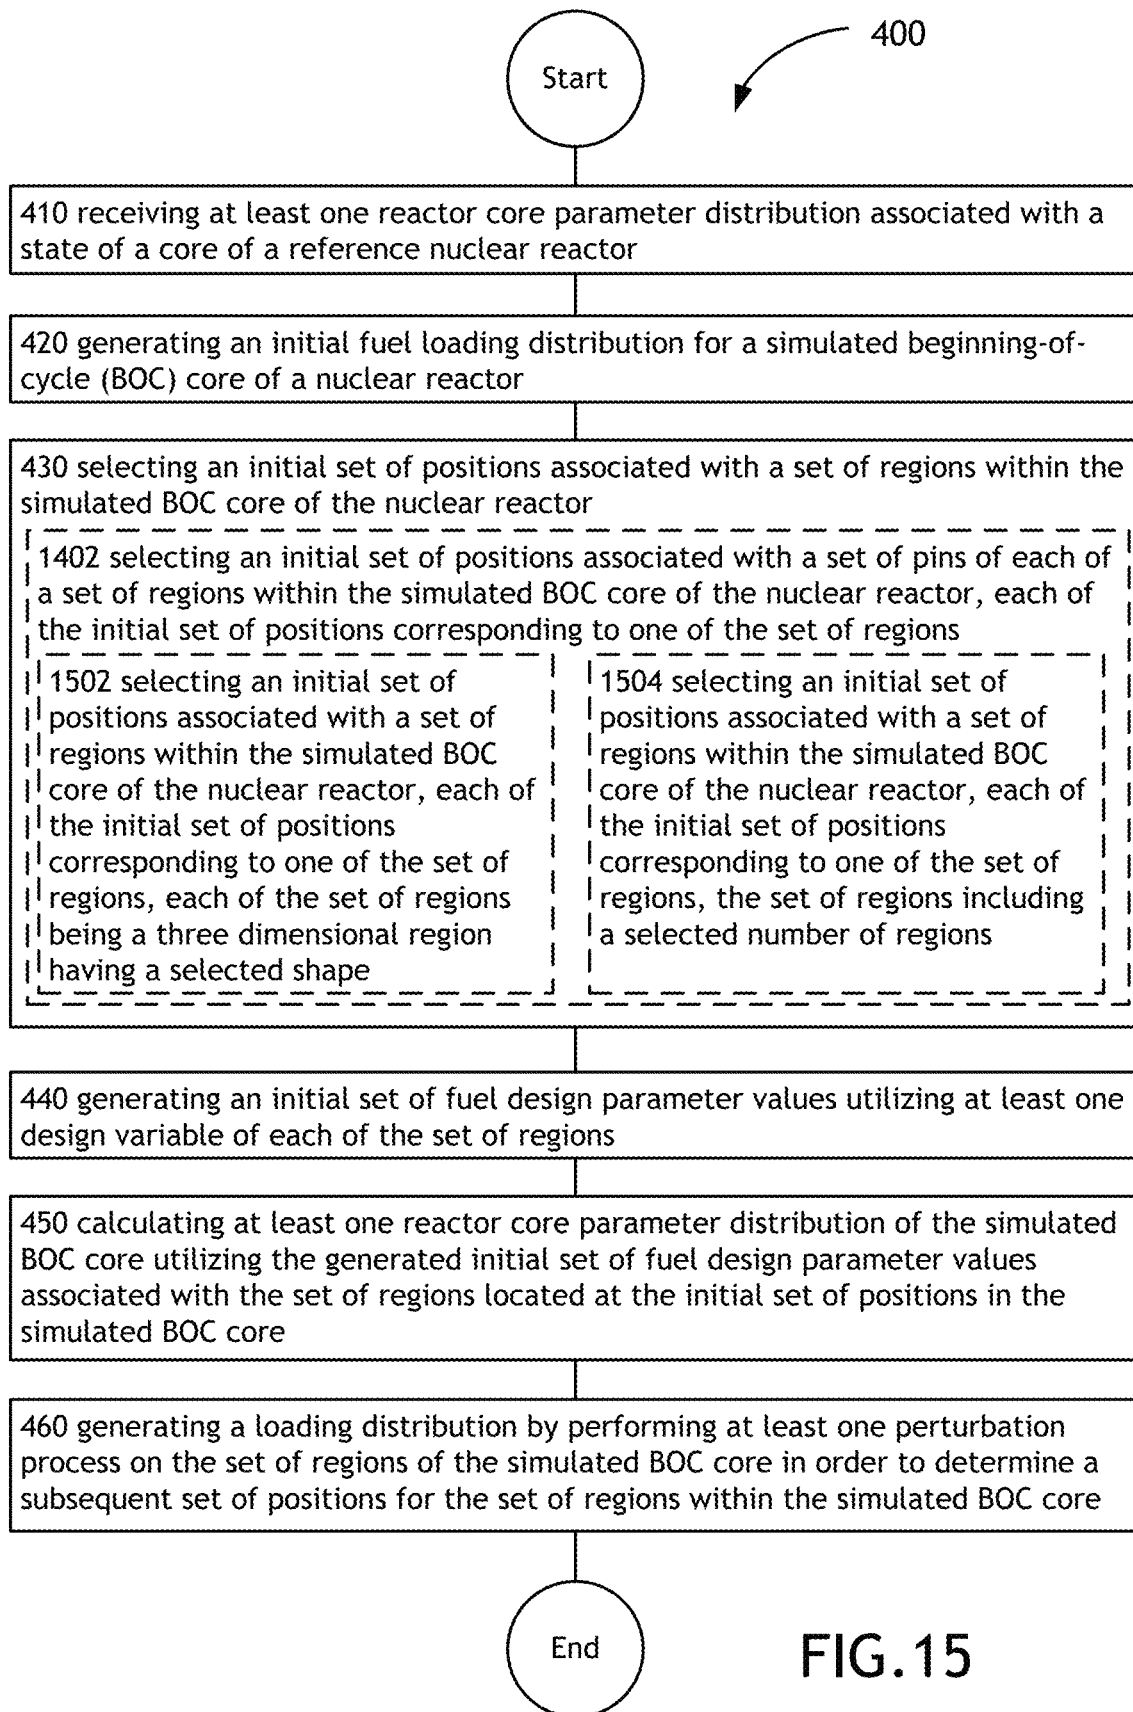 400
Start
410 receiving at least one reactor core parameter distribution associated with a
state of a core of a reference nuclear reactor
420 generating an initial fuel loading distribution for a simulated beginning-of-
cycle (BOC) core of a nuclear reactor
430 selecting an initial set of positions associated with a set of regions within the
simulated BOC core of the nuclear reactor
1402 selecting an initial set of positions associated with a set of pins of each of
a set of regions within the simulated BOC core of the nuclear reactor, each of
the initial set of positions corresponding to one of the set of regions
1502 selecting an initial set of
positions associated with a set of
regions within the simulated BOC
core of the nuclear reactor, each of
the initial set of positions
corresponding to one of the set of
regions, each of the set of regions
being a three dimensional region
having a selected shape
1504 selecting an initial set of
positions associated with a set of
regions within the simulated BOC
core of the nuclear reactor, each of
the initial set of positions
corresponding to one of the set of
regions, the set of regions including
a selected number of regions
440 generating an initial set of fuel design parameter values utilizing at least one
design variable of each of the set of regions
450 calculating at least one reactor core parameter distribution of the simulated
BOC core utilizing the generated initial set of fuel design parameter values
associated with the set of regions located at the initial set of positions in the
simulated BOC core
460 generating a loading distribution by performing at least one perturbation
process on the set of regions of the simulated BOC core in order to determine a
subsequent set of positions for the set of regions within the simulated BOC core
End
FIG.15